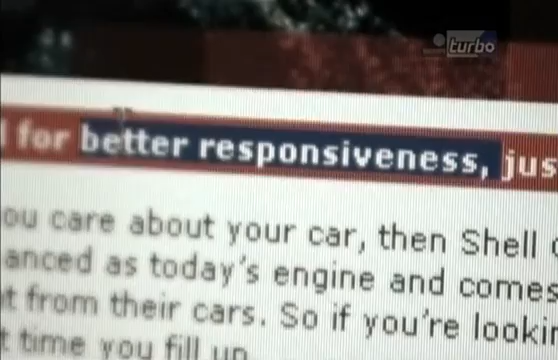 turbo
for better responsiveness, jus
ou care about your car, then Shell
anced as today's engine and comes
t from their cars. So if you're lookin
t time you fill up.